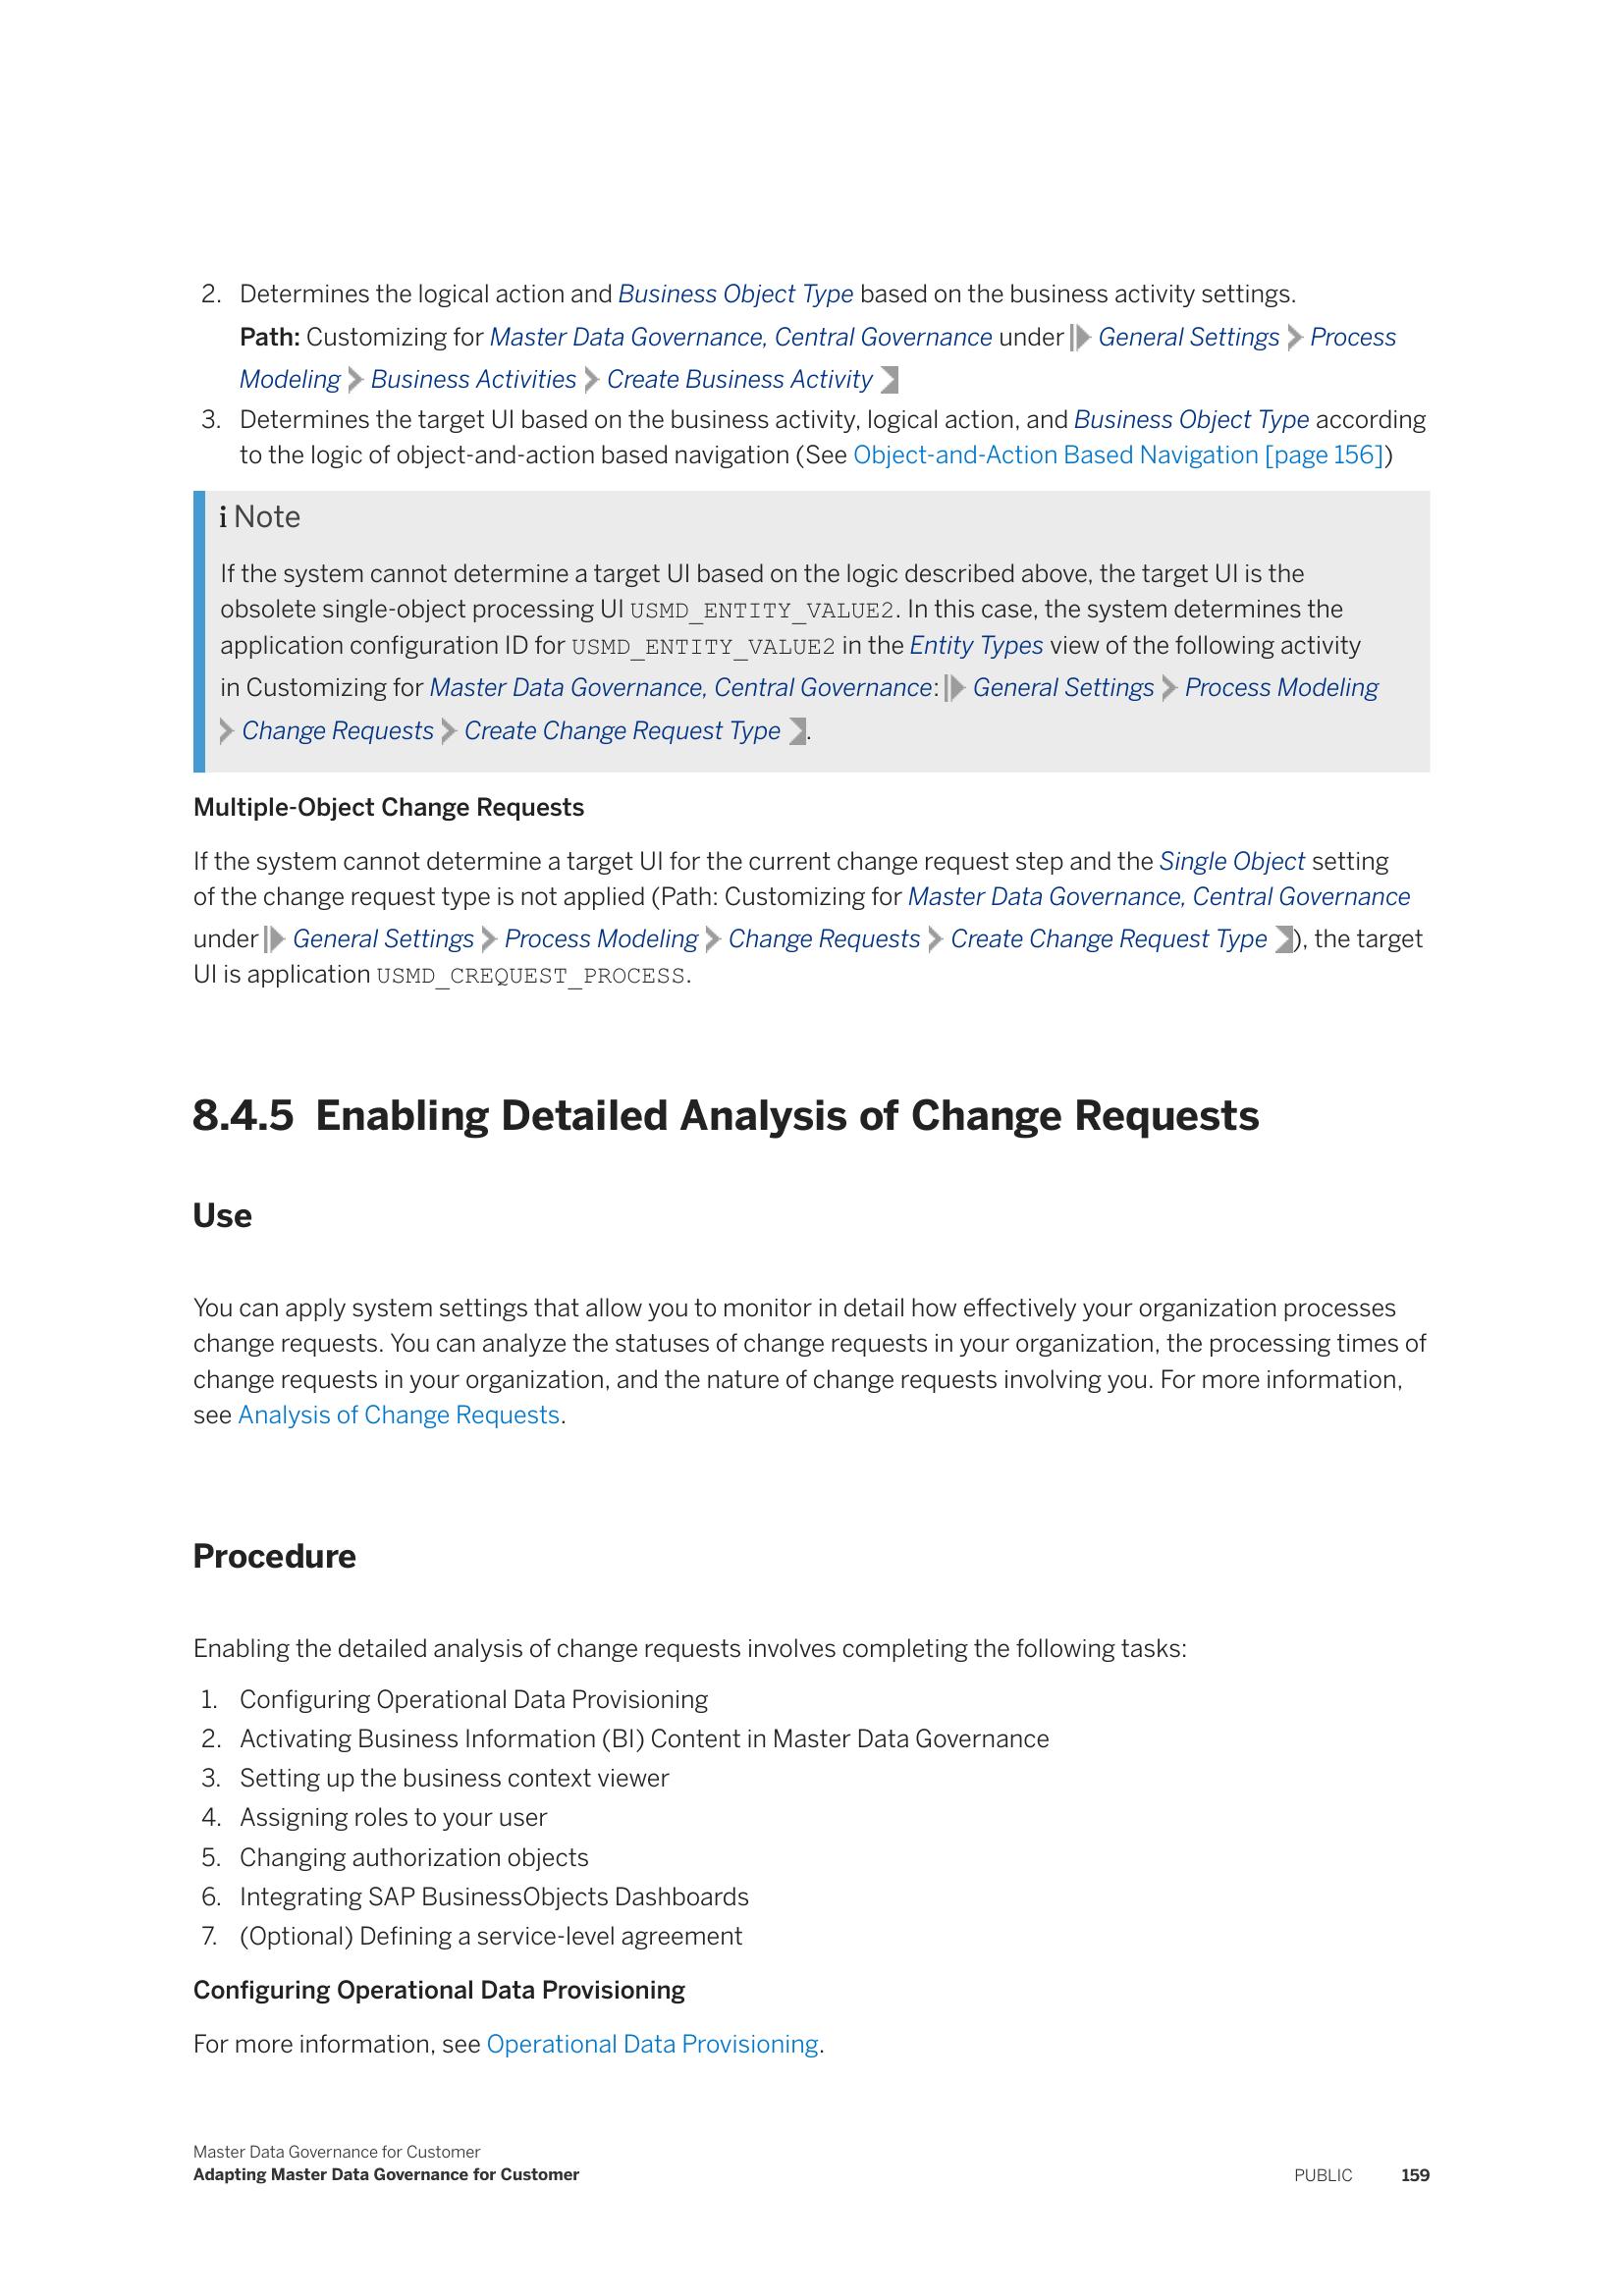 2. Determines the logical action and Business Object Type based on the business activity settings.
Path: Customizing for Master Data Governance, Central Governance under General Settings Process
Modeling Business Activities Create Business Activity
3. Determines the target UI based on the business activity, logical action, and Business Object Type according
to the logic of object-and-action based navigation (See Object-and-Action Based Navigation [page 156])
i Note
If the system cannot determine a target UI based on the logic described above, the target UI is the
obsolete single-object processing UI USMD_ENTITY_VALUE2. In this case, the system determines the
application configuration ID for USMD_ENTITY_VALUE2 in the Entity Types view of the following activity
in Customizing for Master Data Governance, Central Governance: General Settings Process Modeling
Change Requests Create Change Request Type .
Multiple-Object Change Requests
If the system cannot determine a target UI for the current change request step and the Single Object setting
of the change request type is not applied (Path: Customizing for Master Data Governance, Central Governance
under General Settings Process Modeling Change Requests Create Change Request Type ), the target
UI is application USMD_CREQUEST_PROCESS.
8.4.5 Enabling Detailed Analysis of Change Requests
Use
You can apply system settings that allow you to monitor in detail how effectively your organization processes
change requests. You can analyze the statuses of change requests in your organization, the processing times of
change requests in your organization, and the nature of change requests involving you. For more information,
see Analysis of Change Requests.
Procedure
Enabling the detailed analysis of change requests involves completing the following tasks:
1. Configuring Operational Data Provisioning
2. Activating Business Information (BI) Content in Master Data Governance
3. Setting up the business context viewer
4. Assigning roles to your user
5. Changing authorization objects
6. Integrating SAP BusinessObjects Dashboards
7. (Optional) Defining a service-level agreement
Configuring Operational Data Provisioning
For more information, see Operational Data Provisioning.
Master Data Governance for Customer
Adapting Master Data Governance for Customer
PUBLIC 159